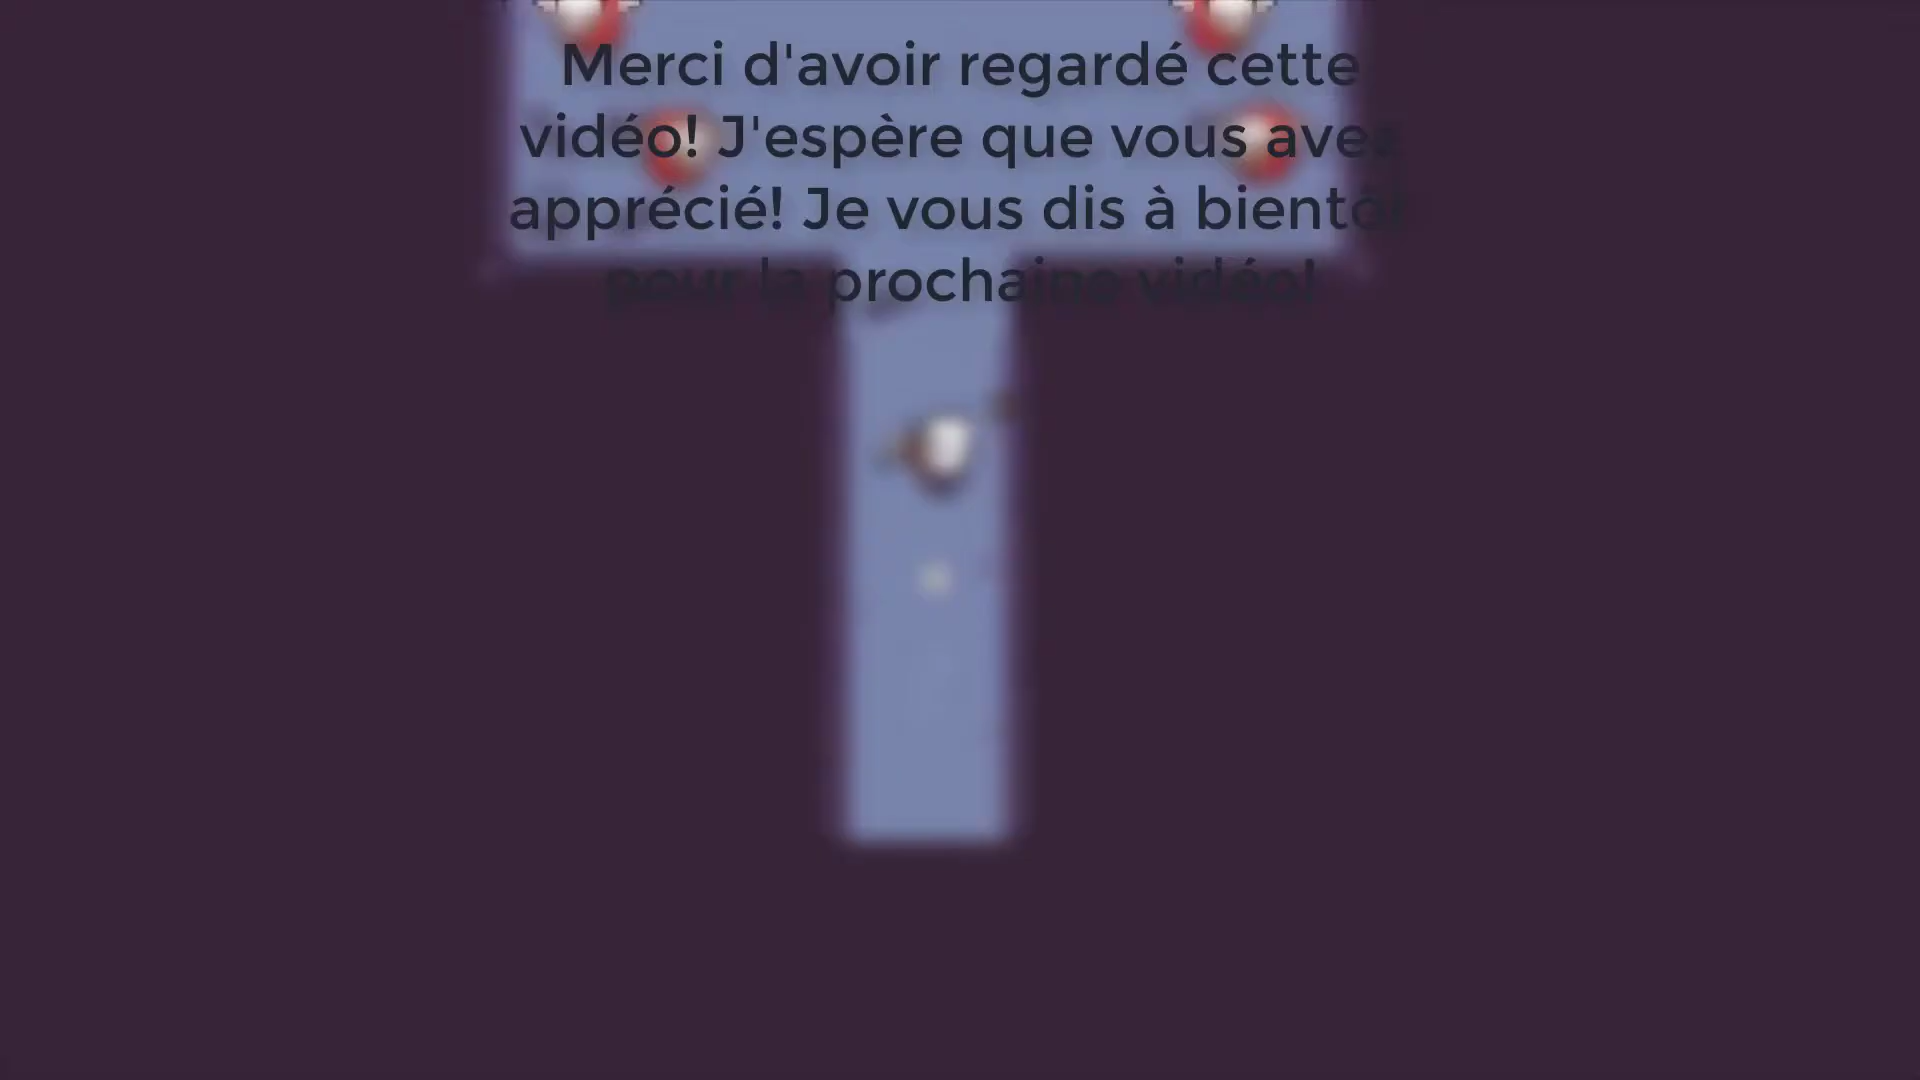 Merci d'avoir regardé cette
vidéo! J'espère que vous avez
apprécié! Je vous dis à bientôt
pour la prochaine vidéo!